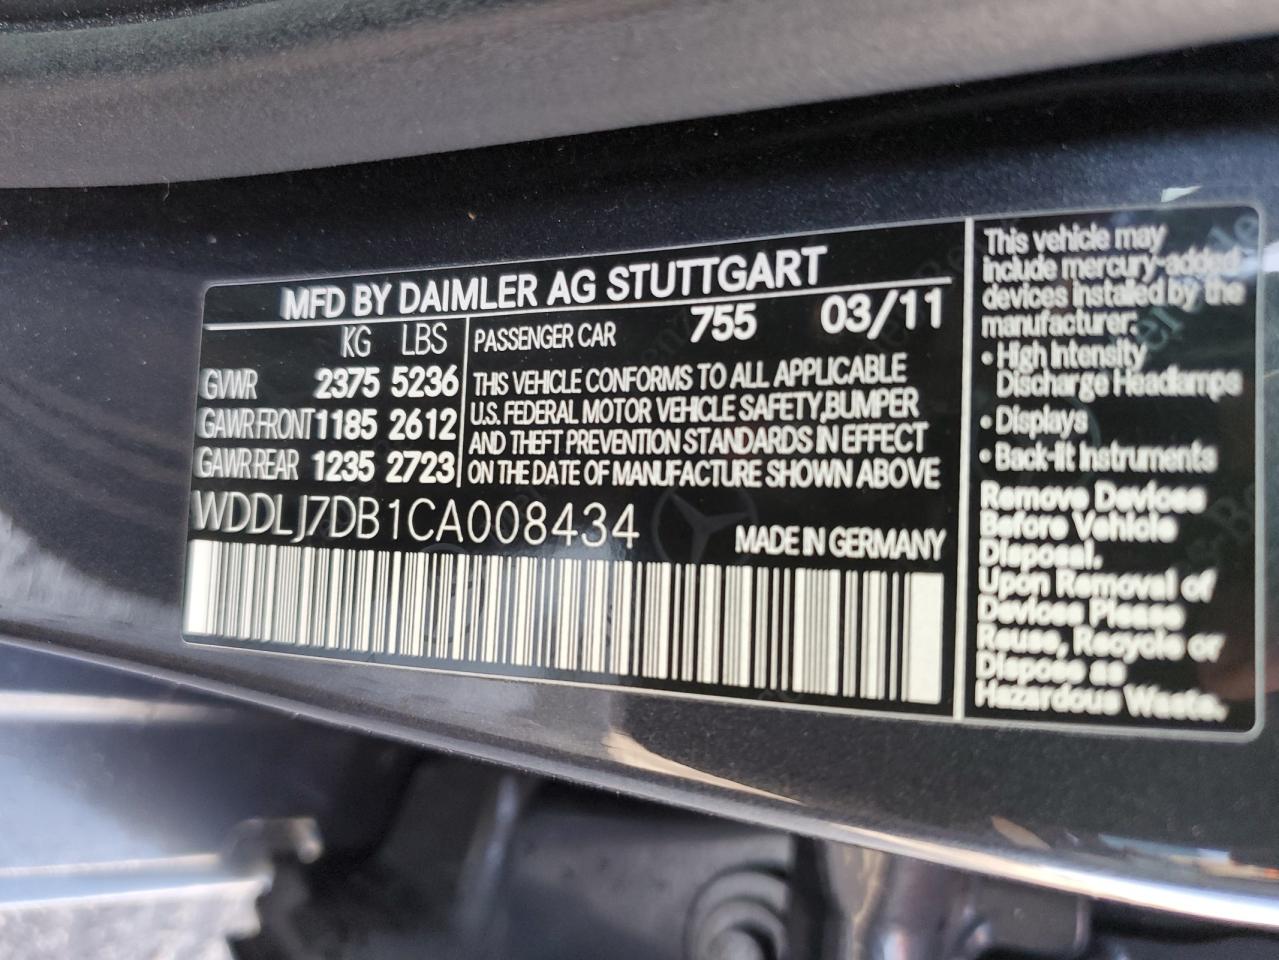 MFD BY DAIMLER AG STUTTGART
KG LBS
GVWR 2375 5236
GAWR FRONT 1185 2612
GAWR REAR 1235 2723
PASSENGER CAR 755 03/11
THIS VEHICLE CONFORMS TO ALL APPLICABLE
U.S. FEDERAL MOTOR VEHICLE SAFETY,BUMPER
AND THEFT PREVENTION STANDARDS IN EFFECT
ON THE DATE OF MANUFACTURE SHOWN ABOVE
WDDLJ7DB1CA008434
MADE IN GERMANY
This vehicle may
include mercury-added
devices installed by the
manufacturer:
• High Intensity
Discharge Headlamps
• Displays
• Back-lit Instruments
Remove Devices
Before Vehicle
Disposal.
Upon Removal of
Devices Please
Reuse, Recycle or
Dispose as
Hazardous Waste.